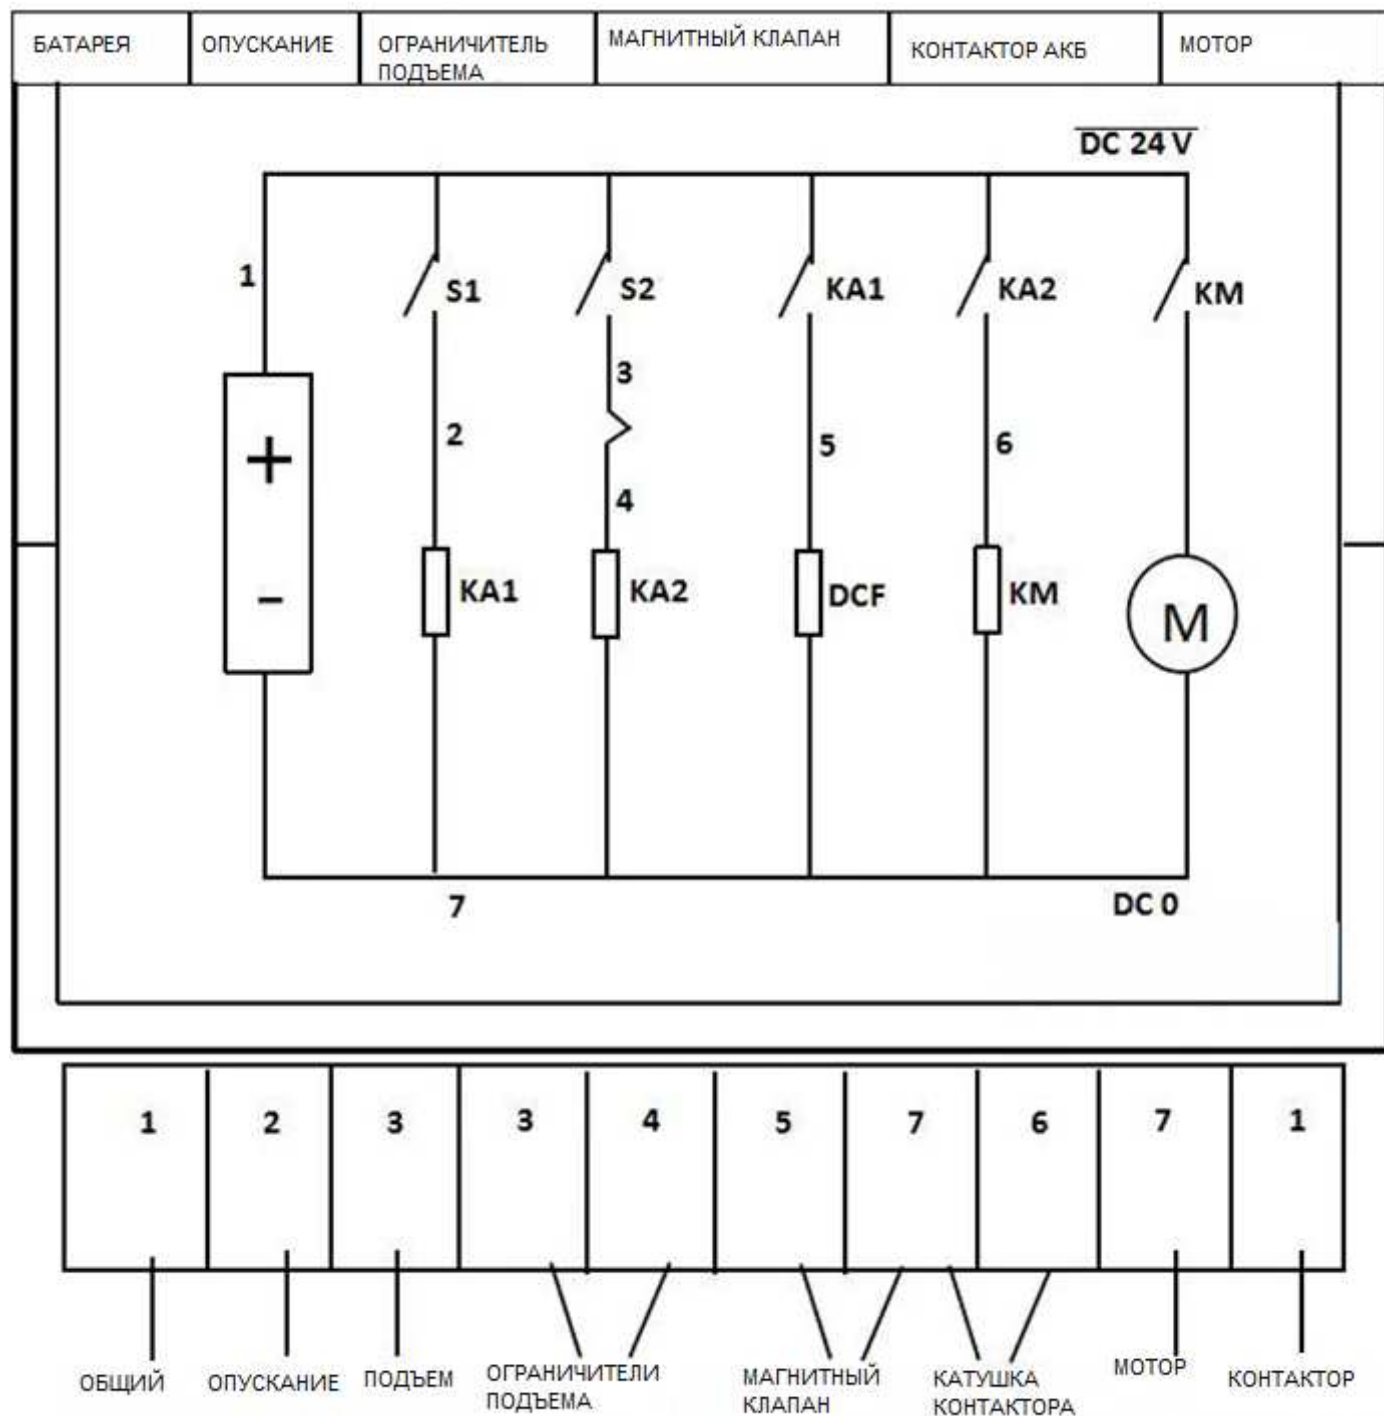 БАТАРЕЯ
ОПУСКАНИЕ
ОГРАНИЧИТЕЛЬ
ПОДЪЕМА
МАГНИТНЫЙ КЛАПАН
КОНТАКТОР АКБ
МОТОР
DC 24 V
1
S1
S2
KA1
KA2
KM
3
2
5
6
4
+
-
KA1
KA2
DCF
KM
M
7
DC 0
1 2 3 3 4 5 7 6 7 1
ОБЩИЙ
ОПУСКАНИЕ
ПОДЪЕМ
ОГРАНИЧИТЕЛИ
ПОДЪЕМА
МАГНИТНЫЙ
КЛАПАН
КАТУШКА
КОНТАКТОРА
МОТОР
КОНТАКТОР